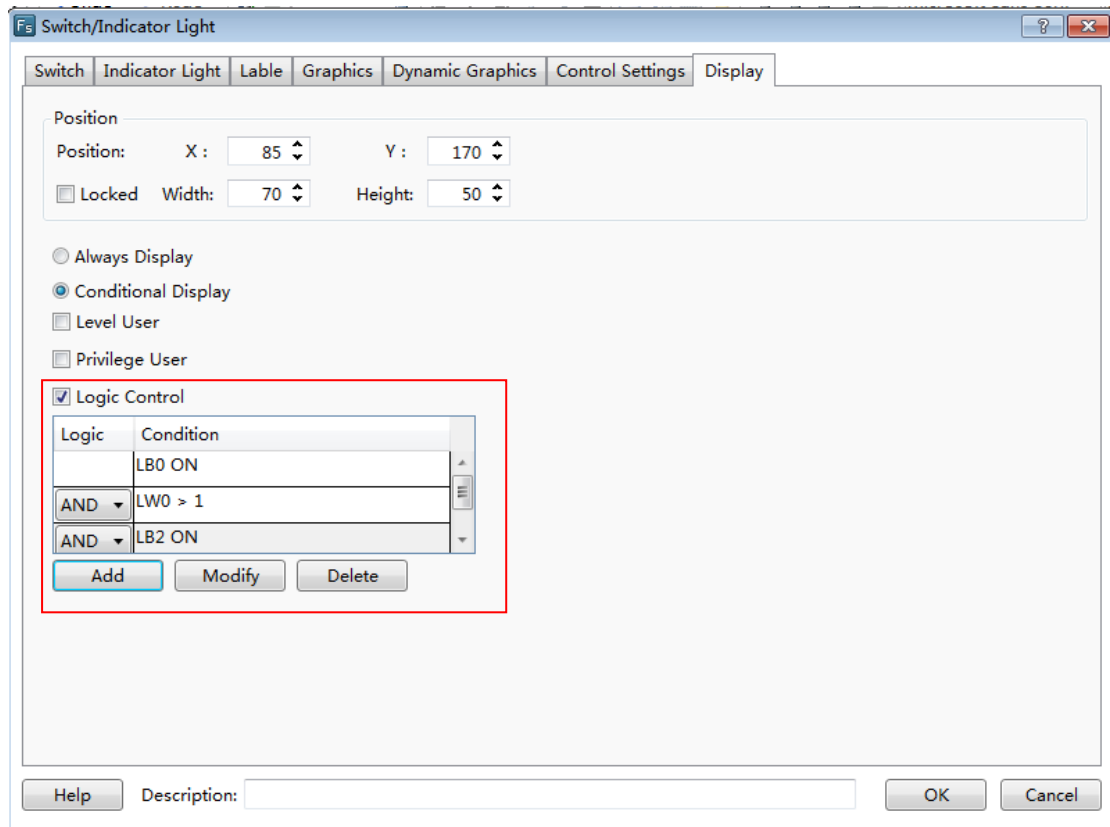 Fs Switch/Indicator Light ?
Switch Indicator Light Lable Graphics Dynamic Graphics Control Settings Display
Position
Position: X : 85 Y : 170
Locked Width: 70 Height: 50
Always Display
Conditional Display
Level User
Privilege User
Logic Control
Logic Condition
LB0 ON
AND LW0 > 1
AND LB2 ON
Add Modify Delete
Help Description: OK Cancel